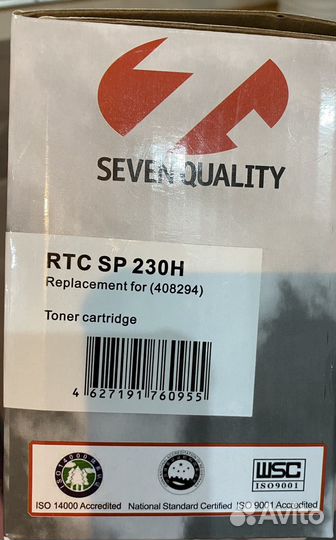 SEVEN QUALITY
RTC SP 230H
Replacement for (408294)
Toner cartridge
4 627191 760955
ISO14000
WSC
ISO9001
ISO 14000 Accredited National Standard Certified ISO 9001 Accredited
Avito